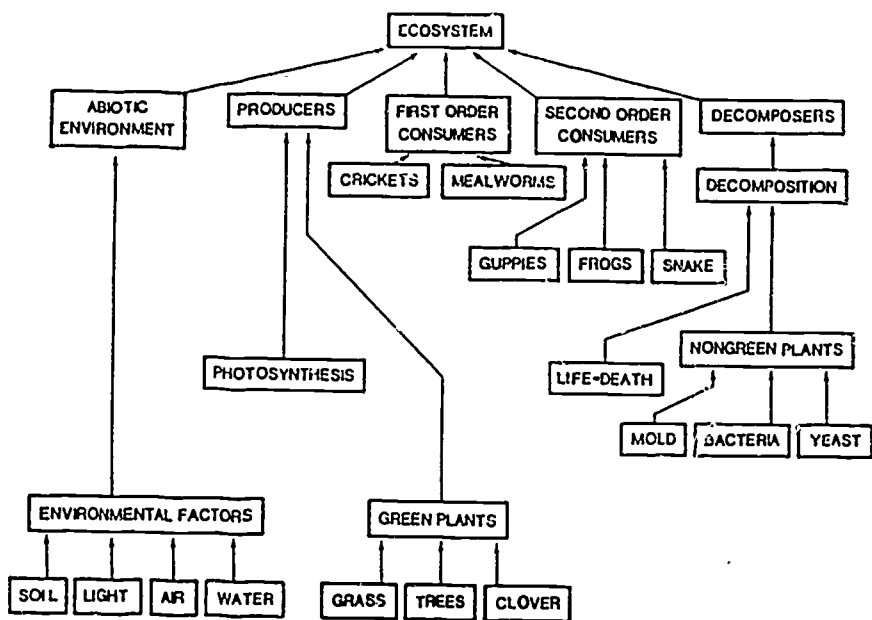 ECOSYSTEM
ABIOTIC
ENVIRONMENT
PRODUCERS
FIRST ORDER
CONSUMERS
SECOND ORDER
CONSUMERS
DECOMPOSERS
CRICKETS
MEALWORMS
DECOMPOSITION
GUPPIES
FROGS
SNAKE
PHOTOSYNTHESIS
LIFE-DEATH
NONGREEN PLANTS
MOLD
BACTERIA
YEAST
ENVIRONMENTAL FACTORS
GREEN PLANTS
SOIL
LIGHT
AIR
WATER
GRASS
TREES
CLOVER